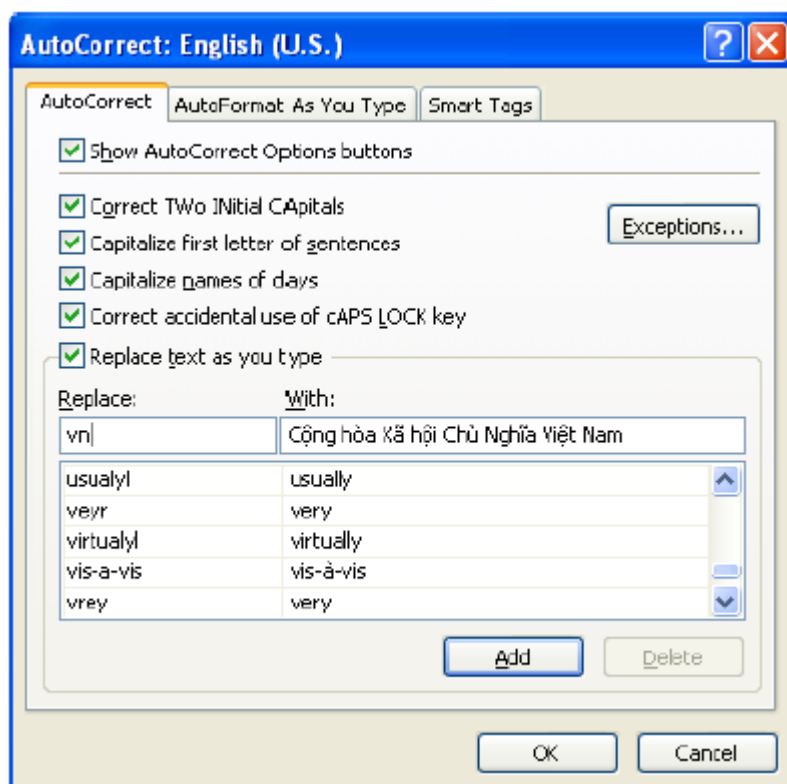 AutoCorrect: English (U.S.)
AutoCorrect AutoFormat As You Type Smart Tags
Show AutoCorrect Options buttons
Correct TWo INitial CApitals
Exceptions...
Capitalize first letter of sentences
Capitalize names of days
Correct accidental use of cAPS LOCK key
Replace text as you type
Replace: With:
vn Cộng hòa Xã hội Chủ Nghĩa Việt Nam
usualyl usually
veyr very
virtualyl virtually
vis-a-vis vis-à-vis
vrey very
Add Delete
OK Cancel